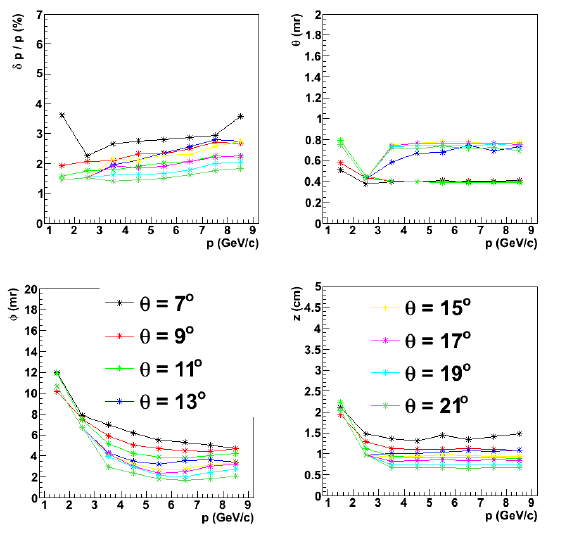 δ p / p (%)
7
6
5
4
3
2
1
0
1 2 3 4 5 6 7 8 9
p (GeV/c)
θ (mr)
2
1.8
1.6
1.4
1.2
1
0.8
0.6
0.4
0.2
0
1 2 3 4 5 6 7 8 9
p (GeV/c)
φ (mr)
20
18
16
14
12
10
8
6
4
2
0
1 2 3 4 5 6 7 8 9
p (GeV/c)
θ = 7°
θ = 9°
θ = 11°
θ = 13°
z (cm)
5
4.5
4
3.5
3
2.5
2
1.5
1
0.5
0
1 2 3 4 5 6 7 8 9
p (GeV/c)
θ = 15°
θ = 17°
θ = 19°
θ = 21°